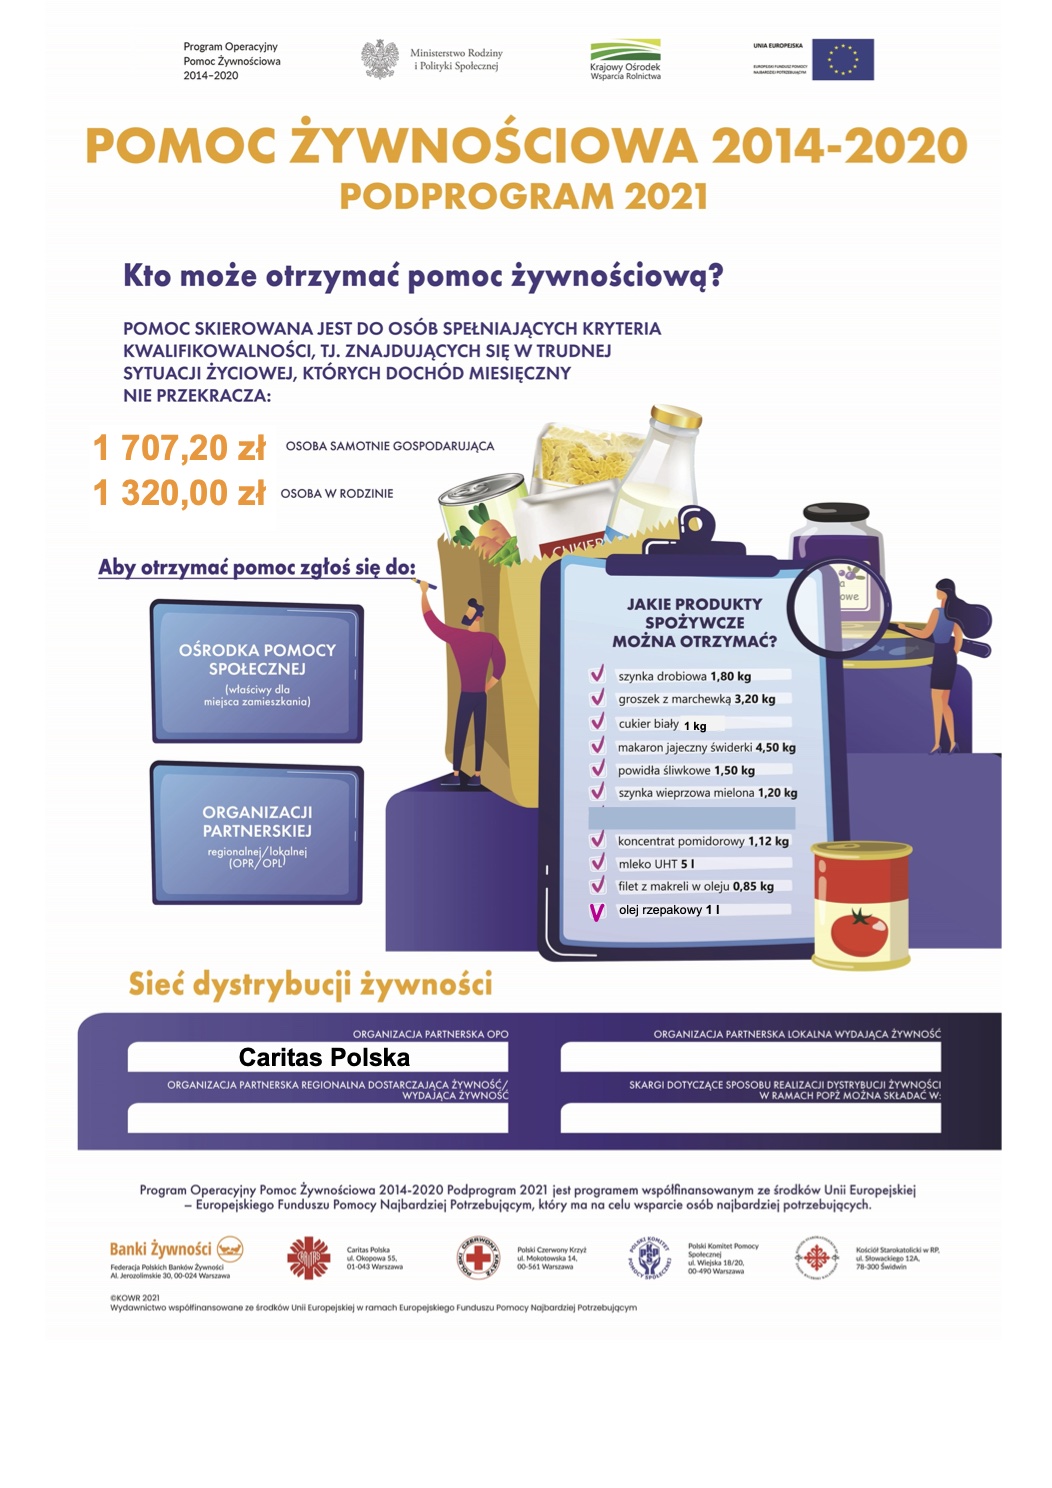 Program Operacyjny
Pomoc Żywnościowa
2014–2020
Ministerstwo Rodziny
i Polityki Społecznej
Krajowy Ośrodek
Wsparcia Rolnictwa
UNIA EUROPEJSKA
EUROPEJSKI FUNDUSZ POMOCY
NAJBARDZIEJ POTRZEBUJĄCYM
POMOC ŻYWNOŚCIOWA 2014-2020
PODPROGRAM 2021
Kto może otrzymać pomoc żywnościową?
POMOC SKIEROWANA JEST DO OSÓB SPEŁNIAJĄCYCH KRYTERIA
KWALIFIKOWALNOŚCI, TJ. ZNAJDUJĄCYCH SIĘ W TRUDNEJ
SYTUACJI ŻYCIOWEJ, KTÓRYCH DOCHÓD MIESIĘCZNY
NIE PRZEKRACZA:
1 707,20 zł OSOBA SAMOTNIE GOSPODARUJĄCA
1 320,00 zł OSOBA W RODZINIE
CUKIER
Aby otrzymać pomoc zgłoś się do:
OŚRODKA POMOCY
SPOŁECZNEJ
(właściwy dla
miejsca zamieszkania)
ORGANIZACJI
PARTNERSKIEJ
regionalnej/lokalnej
(OPR/OPL)
JAKIE PRODUKTY
SPOŻYWCZE
MOŻNA OTRZYMAĆ?
szynka drobiowa 1,80 kg
groszek z marchewką 3,20 kg
cukier biały 1 kg
makaron jajeczny świderki 4,50 kg
powidła śliwkowe 1,50 kg
szynka wieprzowa mielona 1,20 kg
koncentrat pomidorowy 1,12 kg
mleko UHT 5 l
filet z makreli w oleju 0,85 kg
olej rzepakowy 1 l
Sieć dystrybucji żywności
ORGANIZACJA PARTNERSKA OPO
Caritas Polska
ORGANIZACJA PARTNERSKA REGIONALNA DOSTARCZAJĄCA ŻYWNOŚĆ/
WYDAJĄCA ŻYWNOŚĆ
ORGANIZACJA PARTNERSKA LOKALNA WYDAJĄCA ŻYWNOŚĆ
SKARGI DOTYCZĄCE SPOSOBU REALIZACJI DYSTRYBUCJI ŻYWNOŚCI
W RAMACH POPŻ MOŻNA SKŁADAĆ W:
Program Operacyjny Pomoc Żywnościowa 2014-2020 Podprogram 2021 jest programem współfinansowanym ze środków Unii Europejskiej
– Europejskiego Funduszu Pomocy Najbardziej Potrzebującym, który ma na celu wsparcie osób najbardziej potrzebujących.
Banki Żywności
Federacja Polskich Banków Żywności
Al. Jerozolimskie 30, 00-024 Warszawa
Caritas Polska
ul. Okopowa 55,
01-043 Warszawa
Polski Czerwony Krzyż
ul. Mokotowska 14,
00-561 Warszawa
Polski Komitet Pomocy
Społecznej
ul. Wiejska 18/20,
00-490 Warszawa
Kościół Starokatolicki w RP,
ul. Słowackiego 12A,
78-300 Świdwin
©KOWR 2021
Wydawnictwo współfinansowane ze środków Unii Europejskiej w ramach Europejskiego Funduszu Pomocy Najbardziej Potrzebującym